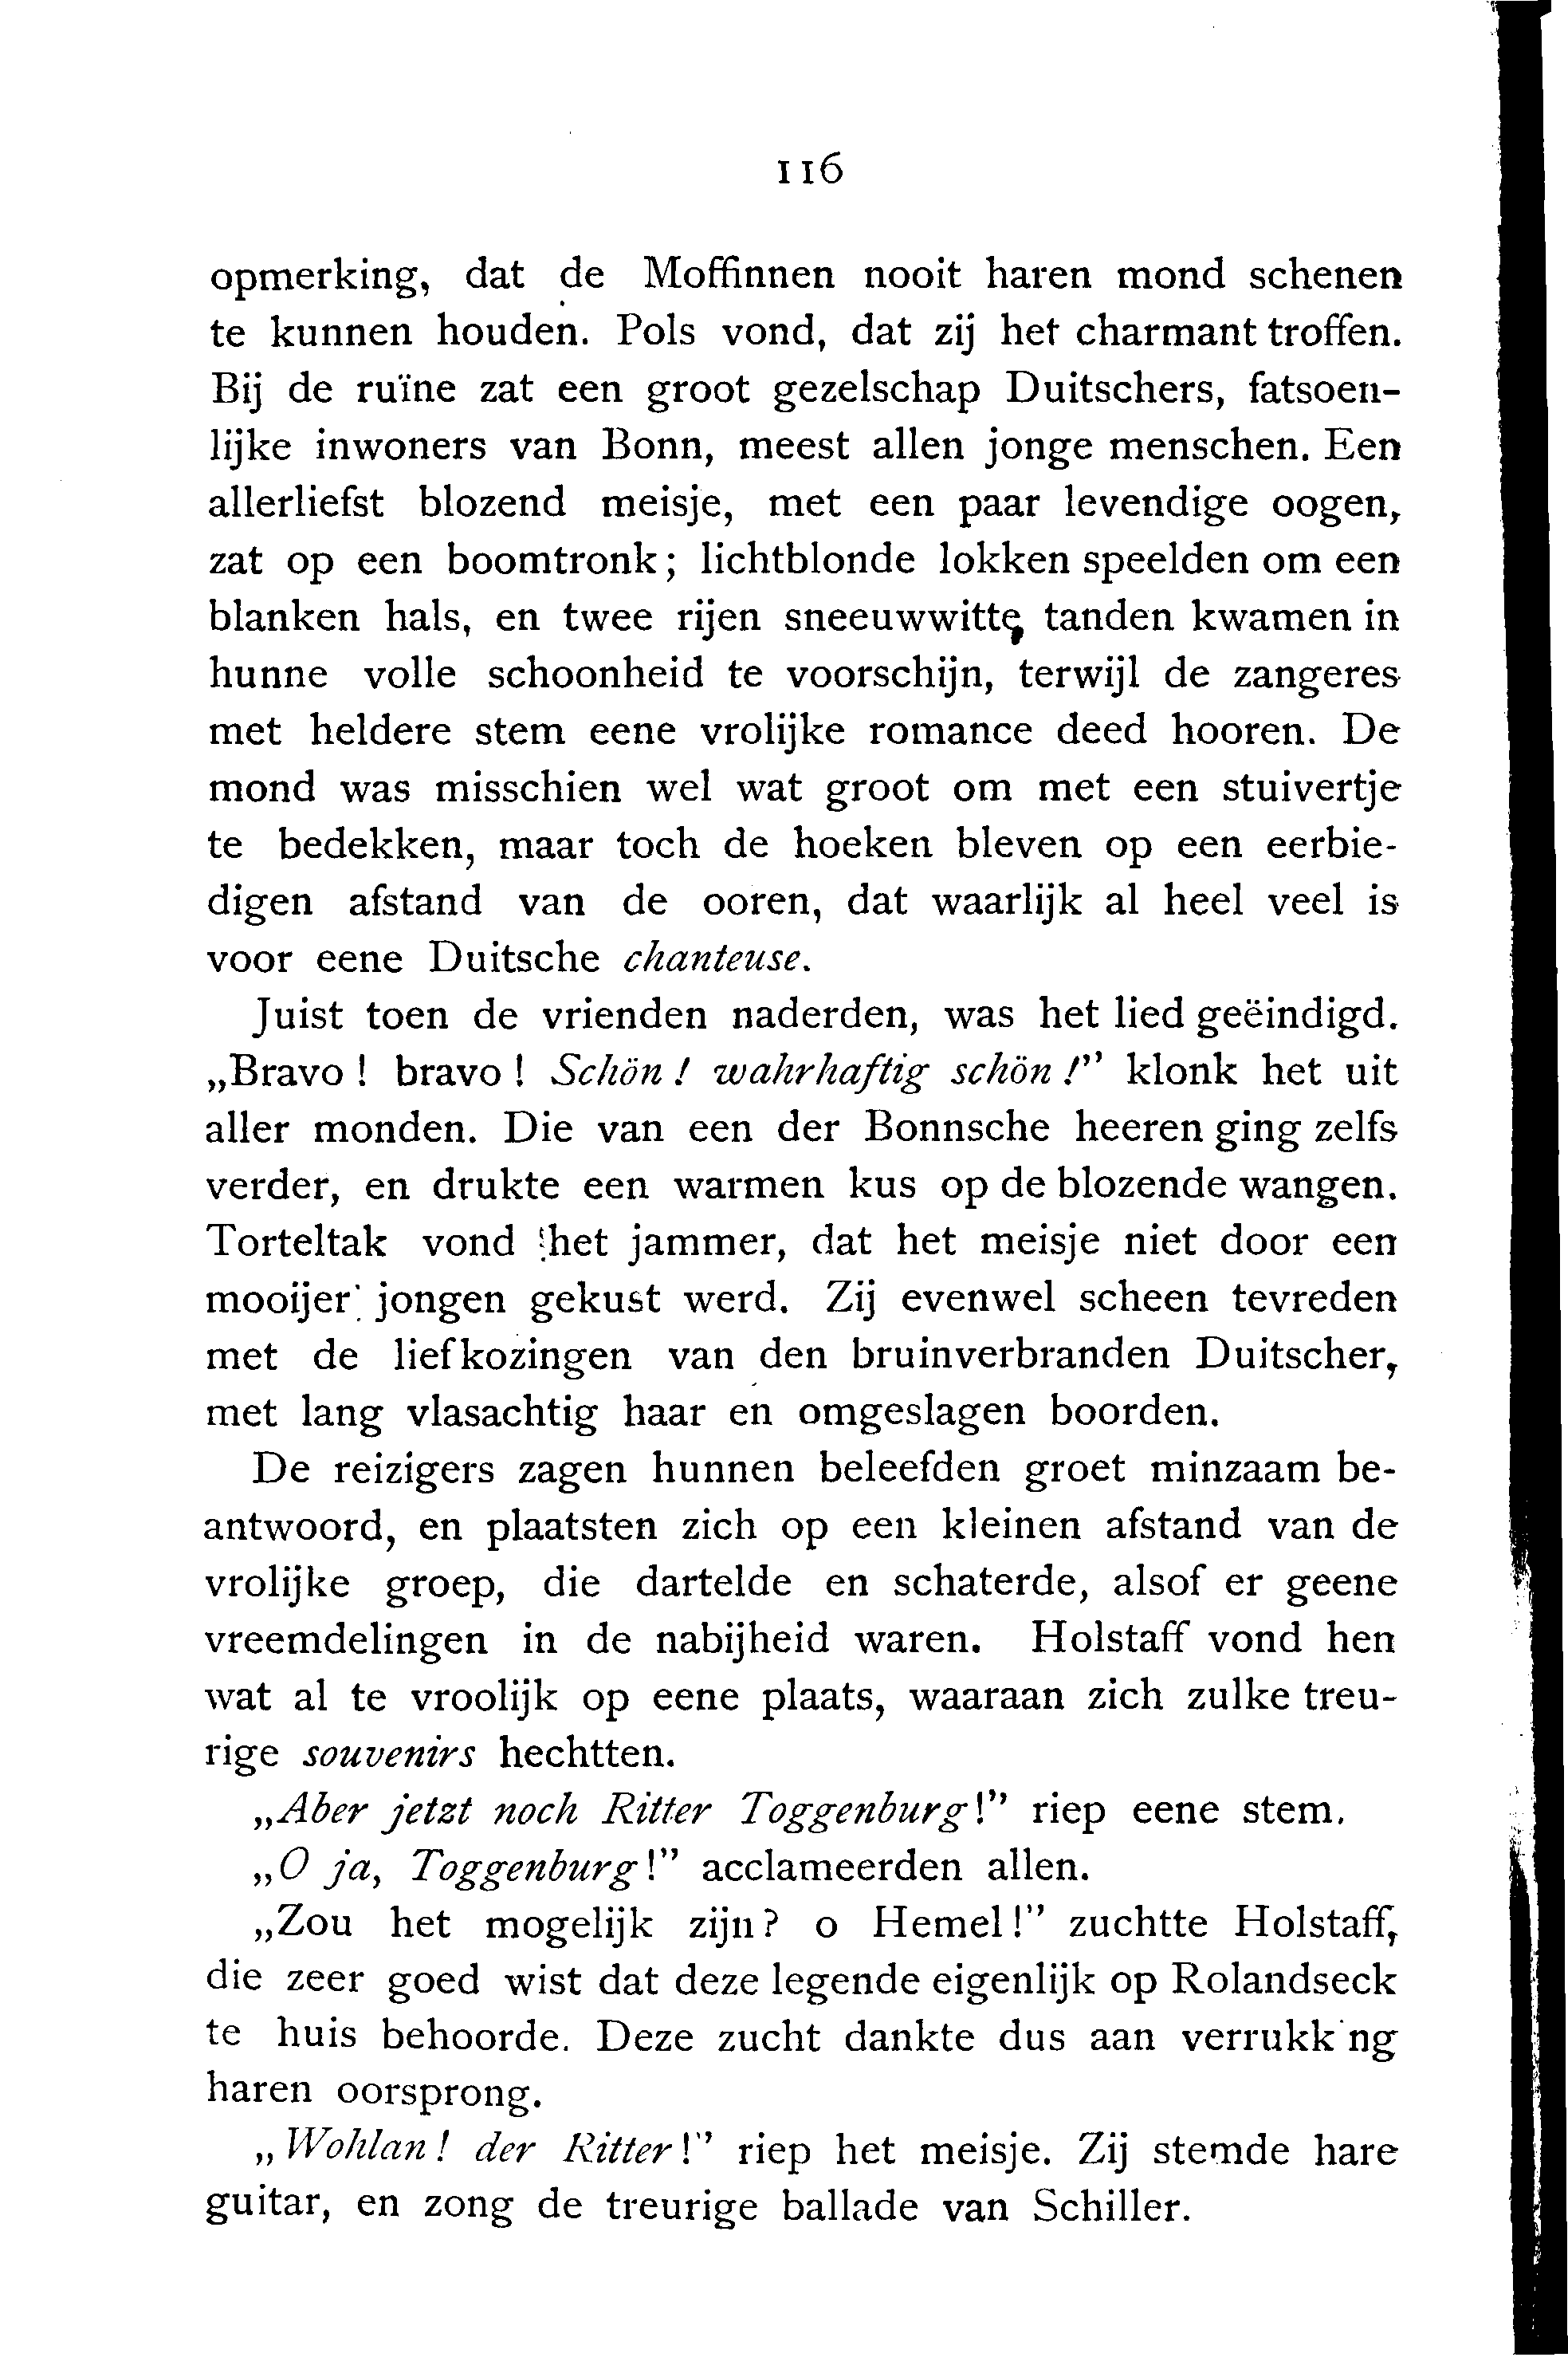 116
opmerking, dat de Moffinnen nooit haren mond schenen
te kunnen houden. Pols vond, dat zij het charmant troffen.
Bij de ruïne zat een groot gezelschap Duitschers, fatsoen-
lijke inwoners van Bonn, meest allen jonge menschen. Een
allerliefst blozend meisje, met een paar levendige oogen,
zat op een boomtronk; lichtblonde lokken speelden om een
blanken hals, en twee rijen sneeuwwitte tanden kwamen in
hunne volle schoonheid te voorschijn, terwijl de zangeres
met heldere stem eene vrolijke romance deed hooren. De
mond was misschien wel wat groot om met een stuivertje
te bedekken, maar toch de hoeken bleven op een eerbie-
digen afstand van de ooren, dat waarlijk al heel veel is
voor eene Duitsche chanteuse.
Juist toen de vrienden naderden, was het lied geëindigd.
„Bravo! bravo! Schön! wahrhaftig schön!” klonk het uit
aller monden. Die van een der Bonnsche heeren ging zelfs
verder, en drukte een warmen kus op de blozende wangen.
Torteltak vond het jammer, dat het meisje niet door een
mooijer jongen gekust werd. Zij evenwel scheen tevreden
met de liefkozingen van den bruinverbranden Duitscher,
met lang vlasachtig haar en omgeslagen boorden.
De reizigers zagen hunnen beleefden groet minzaam be-
antwoord, en plaatsten zich op een kleinen afstand van de
vrolijke groep, die dartelde en schaterde, alsof er geene
vreemdelingen in de nabijheid waren. Holstaff vond hen
wat al te vroolijk op eene plaats, waaraan zich zulke treu-
rige souvenirs hechtten.
„Aber jetzt noch Ritter Toggenburg!” riep eene stem.
„O ja, Toggenburg!” acclameerden allen.
„Zou het mogelijk zijn? o Hemel!” zuchtte Holstaff,
die zeer goed wist dat deze legende eigenlijk op Rolandseck
te huis behoorde. Deze zucht dankte dus aan verrukk ng
haren oorsprong.
„Wohlan! der Ritter!” riep het meisje. Zij stemde hare
guitar, en zong de treurige ballade van Schiller.